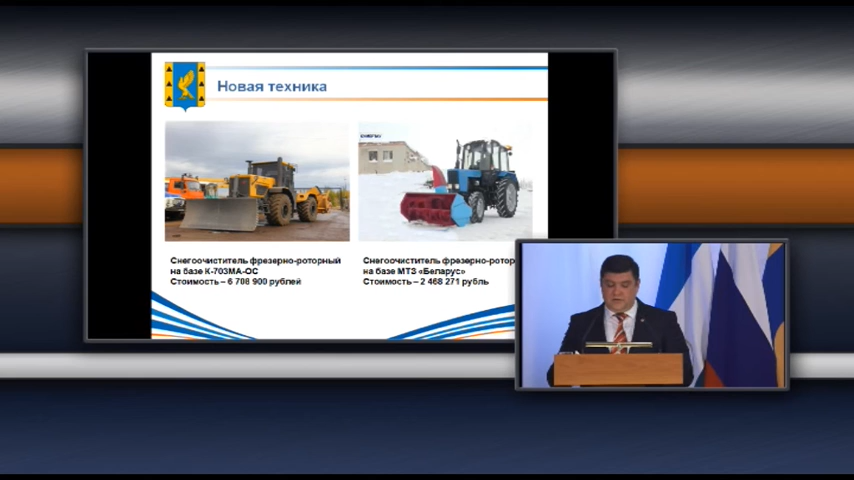 Новая техника
Снегоочиститель фрезерно-роторный
на базе К-703МА-ОС
Стоимость – 6 708 900 рублей
Снегоочиститель фрезерно-ротор
на базе МТЗ «Беларус»
Стоимость – 2 468 271 рубль